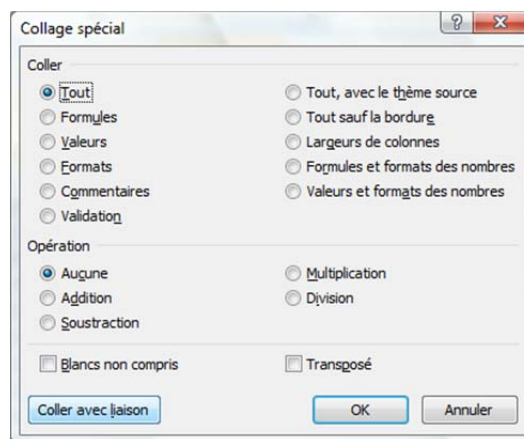 Collage spécial
Coller
Tout
Tout, avec le thème source
Formules
Tout sauf la bordure
Valeurs
Largeurs de colonnes
Formats
Formules et formats des nombres
Commentaires
Valeurs et formats des nombres
Validation
Opération
Aucune
Multiplication
Addition
Division
Soustraction
Blancs non compris
Transposé
Coller avec liaison
OK
Annuler